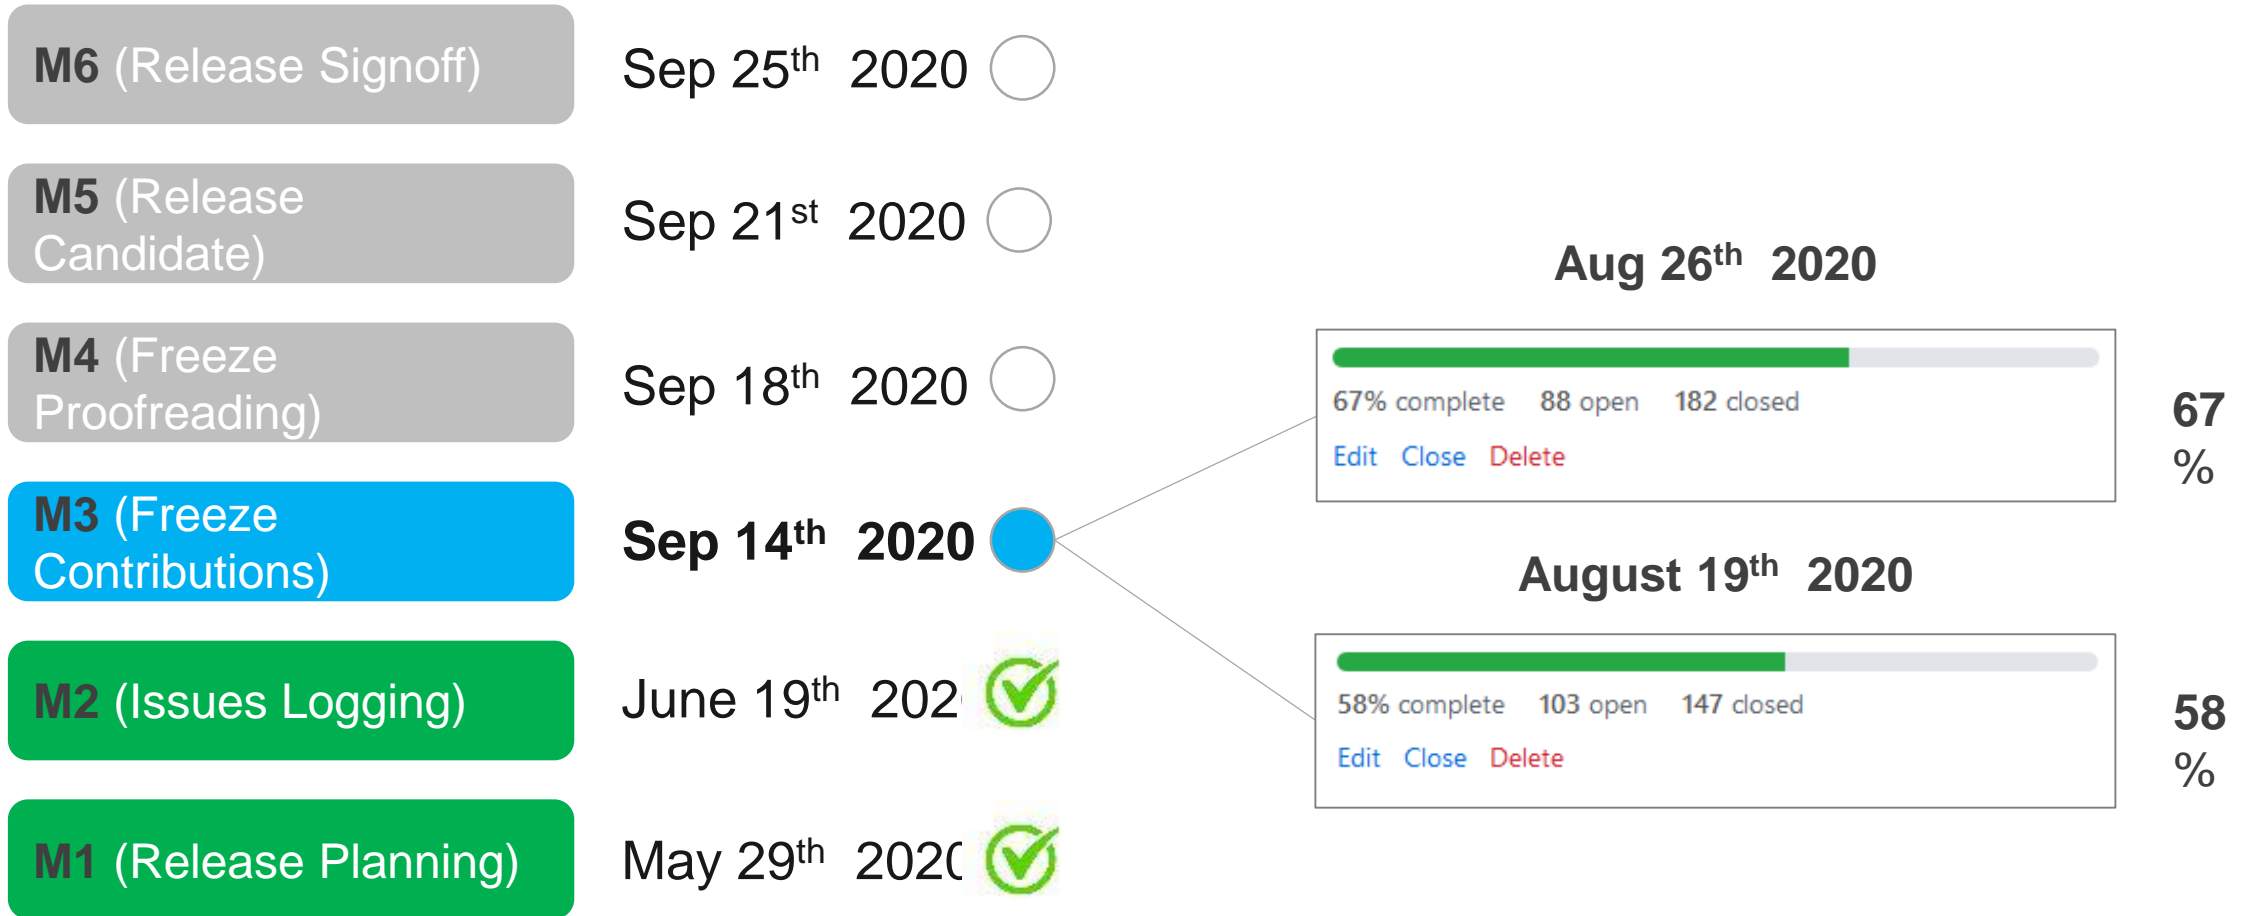 M6 (Release Signoff)
Sep 25th 2020
M5 (Release
Candidate)
Sep 21st 2020
M4 (Freeze
Proofreading)
Sep 18th 2020
M3 (Freeze
Contributions)
Sep 14th 2020
M2 (Issues Logging)
June 19th 202
M1 (Release Planning)
May 29th 2020
Aug 26th 2020
67% complete 88 open 182 closed
Edit Close Delete
67
%
August 19th 2020
58% complete 103 open 147 closed
Edit Close Delete
58
%